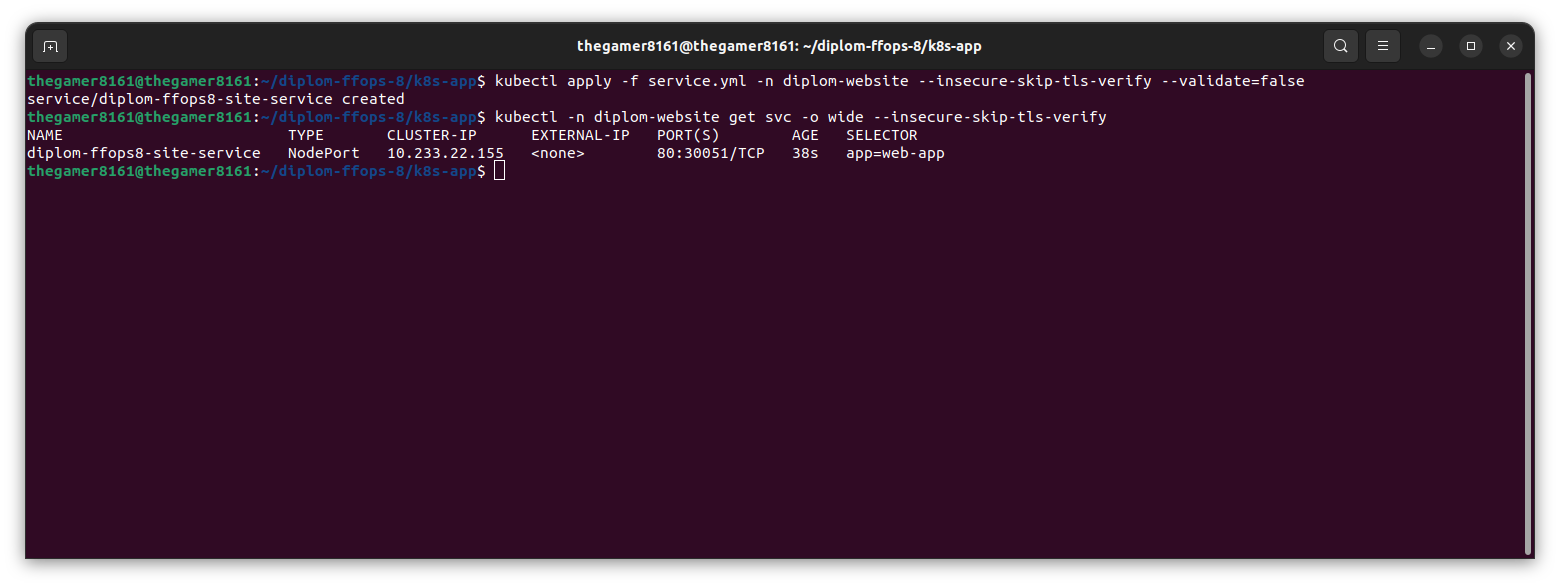 thegamer8161@thegamer8161: ~/diplom-ffops-8/k8s-app
thegamer8161@thegamer8161:~/diplom-ffops-8/k8s-app$ kubectl apply -f service.yml -n diplom-website --insecure-skip-tls-verify --validate=false
service/diplom-ffops8-site-service created
thegamer8161@thegamer8161:~/diplom-ffops-8/k8s-app$ kubectl -n diplom-website get svc -o wide --insecure-skip-tls-verify
NAME                         TYPE       CLUSTER-IP      EXTERNAL-IP   PORT(S)        AGE   SELECTOR
diplom-ffops8-site-service   NodePort   10.233.22.155   <none>        80:30051/TCP   38s   app=web-app
thegamer8161@thegamer8161:~/diplom-ffops-8/k8s-app$